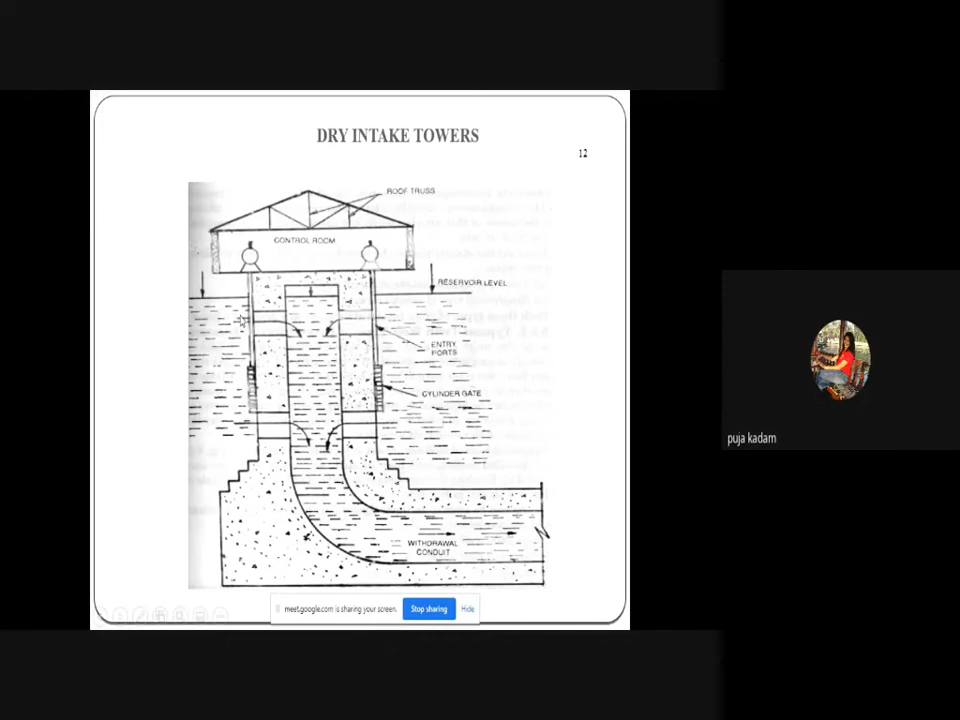 DRY INTAKE TOWERS
12
ROOF TRUSS
CONTROL ROOM
RESERVOIR LEVEL
ENTRY
PORTS
CYLINDER GATE
WITHDRAWAL
CONDUIT
meet.google.com is sharing your screen.
Stop sharing
Hide
puja kadam